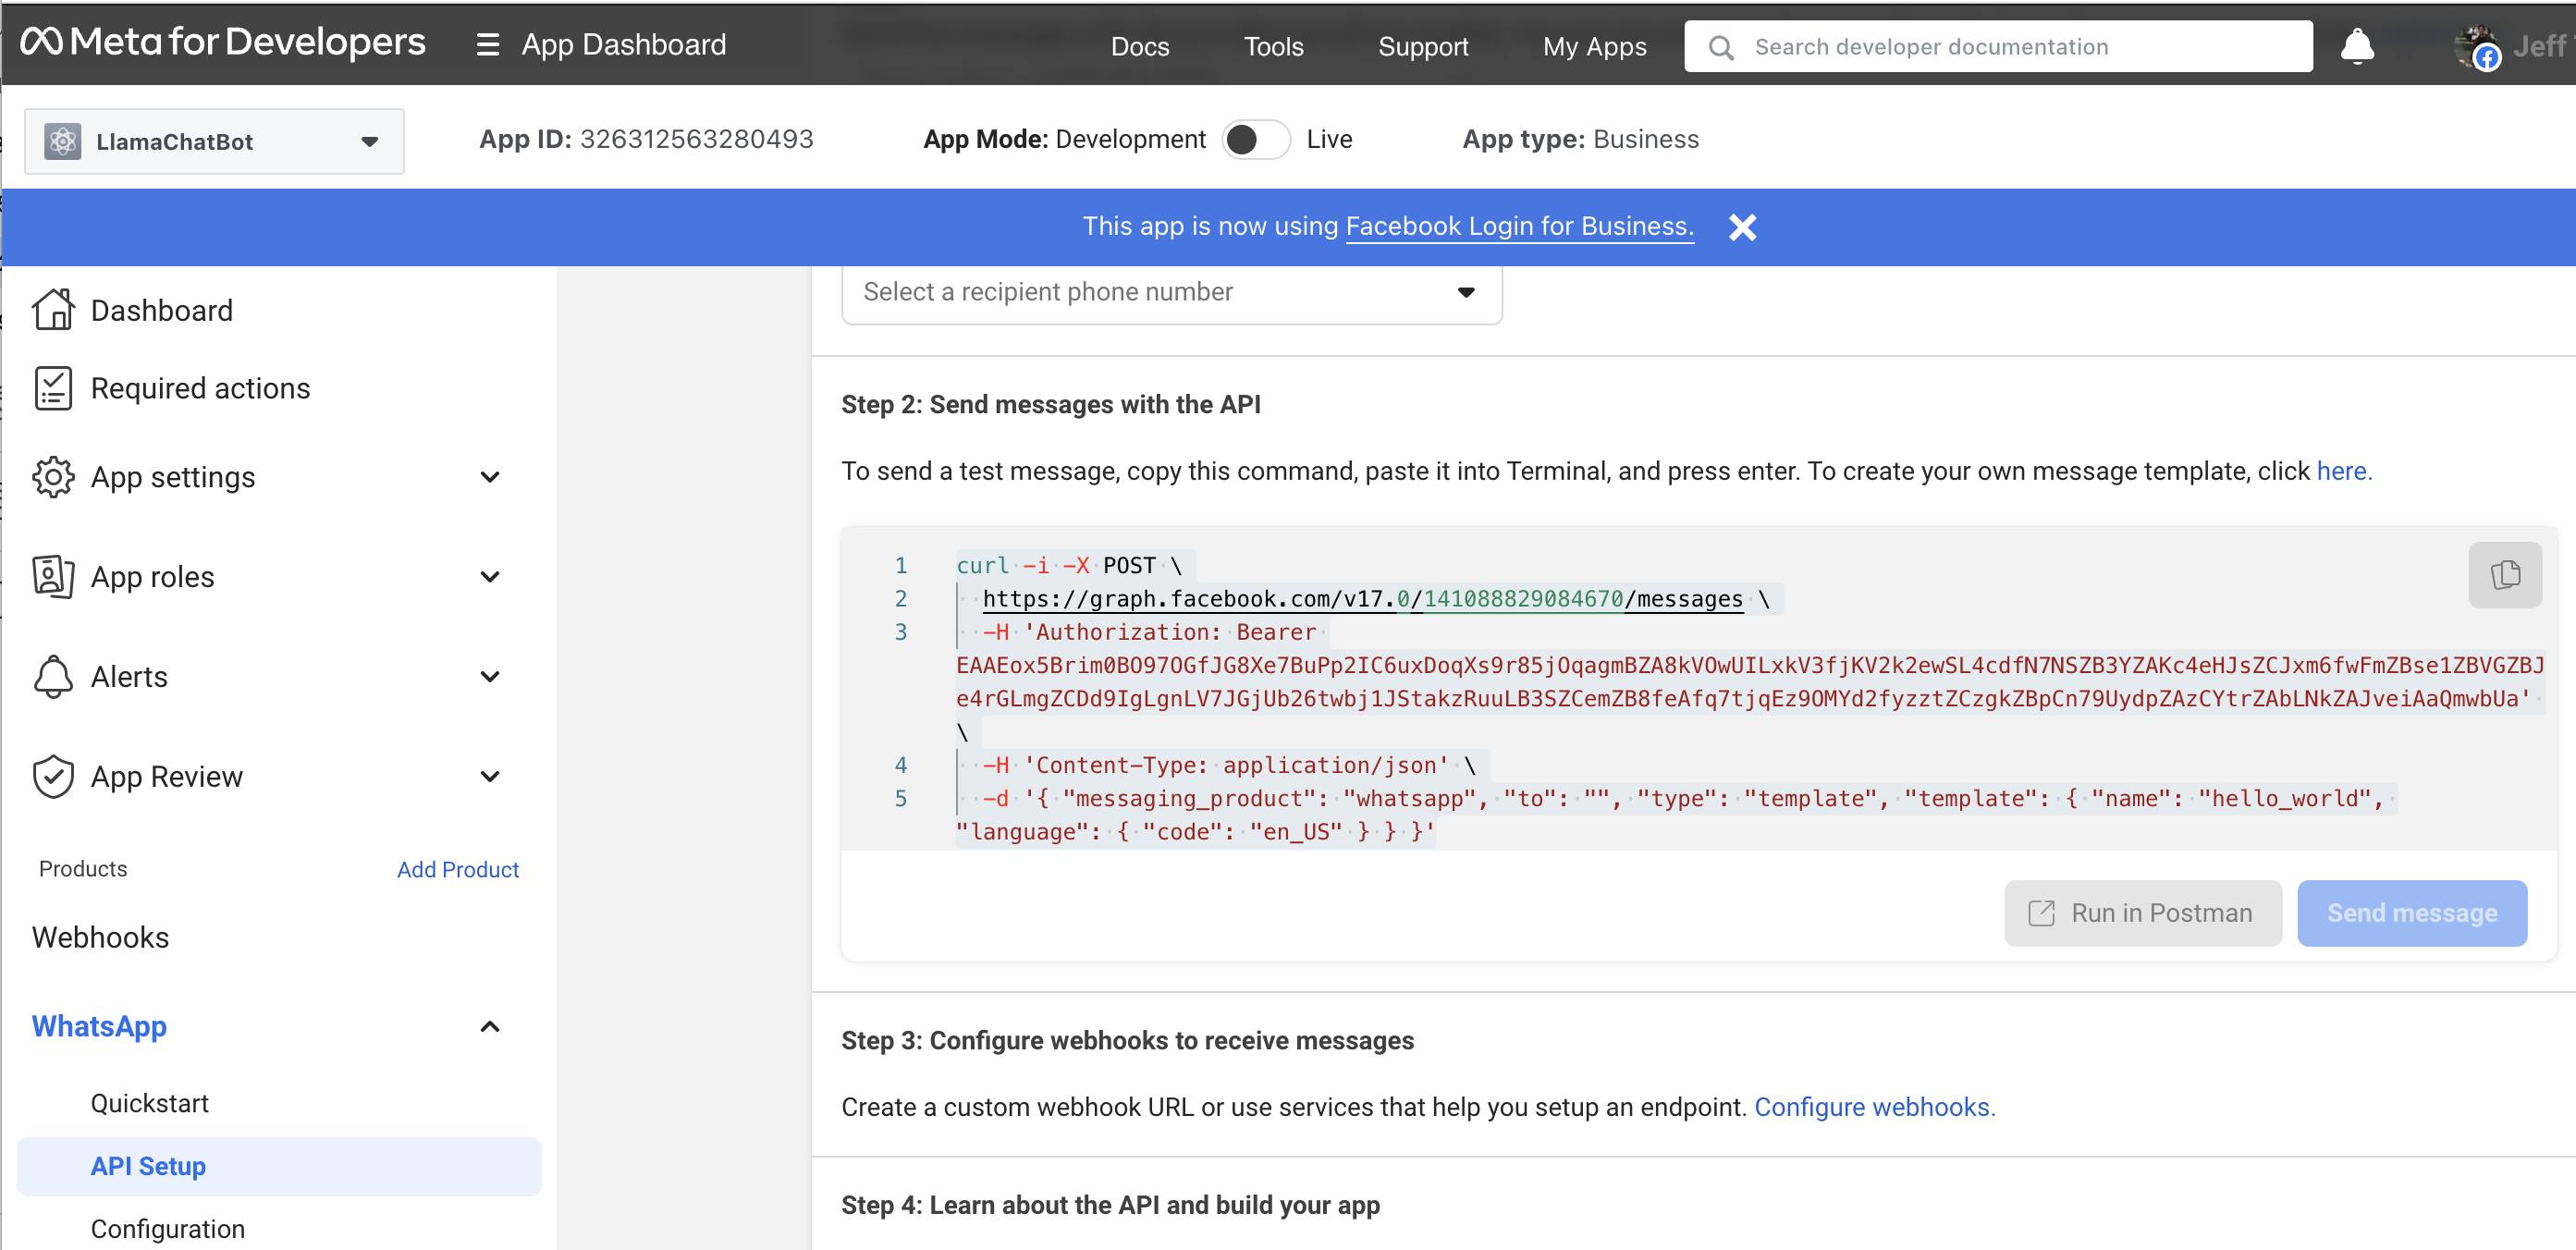 Meta for Developers
App Dashboard
Docs
Tools
Support
My Apps
Search developer documentation
Jeff
LlamaChatBot
App ID: 326312563280493
App Mode: Development
Live
App type: Business
This app is now using Facebook Login for Business.
Dashboard
Required actions
App settings
App roles
Alerts
App Review
Products
Add Product
Webhooks
WhatsApp
Quickstart
API Setup
Configuration
Select a recipient phone number
Step 2: Send messages with the API
To send a test message, copy this command, paste it into Terminal, and press enter. To create your own message template, click here.
1 curl -i -X POST \
2 https://graph.facebook.com/v17.0/141088829084670/messages \
3 -H 'Authorization: Bearer
EAAEox5Brim0BO97OGfJG8Xe7BuPp2IC6uxDoqXs9r85jOqagmBZA8kVOwUILxkV3fjKV2k2ewSL4cdfN7NSZB3YZAKc4eHJsZCJxm6fwFmZBse1ZBVGZBJ
e4rGLmgZCDd9IgLgnLV7JGjUb26twbj1JStakzRuuLB3SZCemZB8feAfq7tjqEz9OMYd2fyzztZCzgkZBpCn79UydpZAzCYtrZAbLNkZAJveiAaQmwbUa'
\
4 -H 'Content-Type: application/json' \
5 -d '{ "messaging_product": "whatsapp", "to": "", "type": "template", "template": { "name": "hello_world",
"language": { "code": "en_US" } } }'
Run in Postman
Send message
Step 3: Configure webhooks to receive messages
Create a custom webhook URL or use services that help you setup an endpoint. Configure webhooks.
Step 4: Learn about the API and build your app